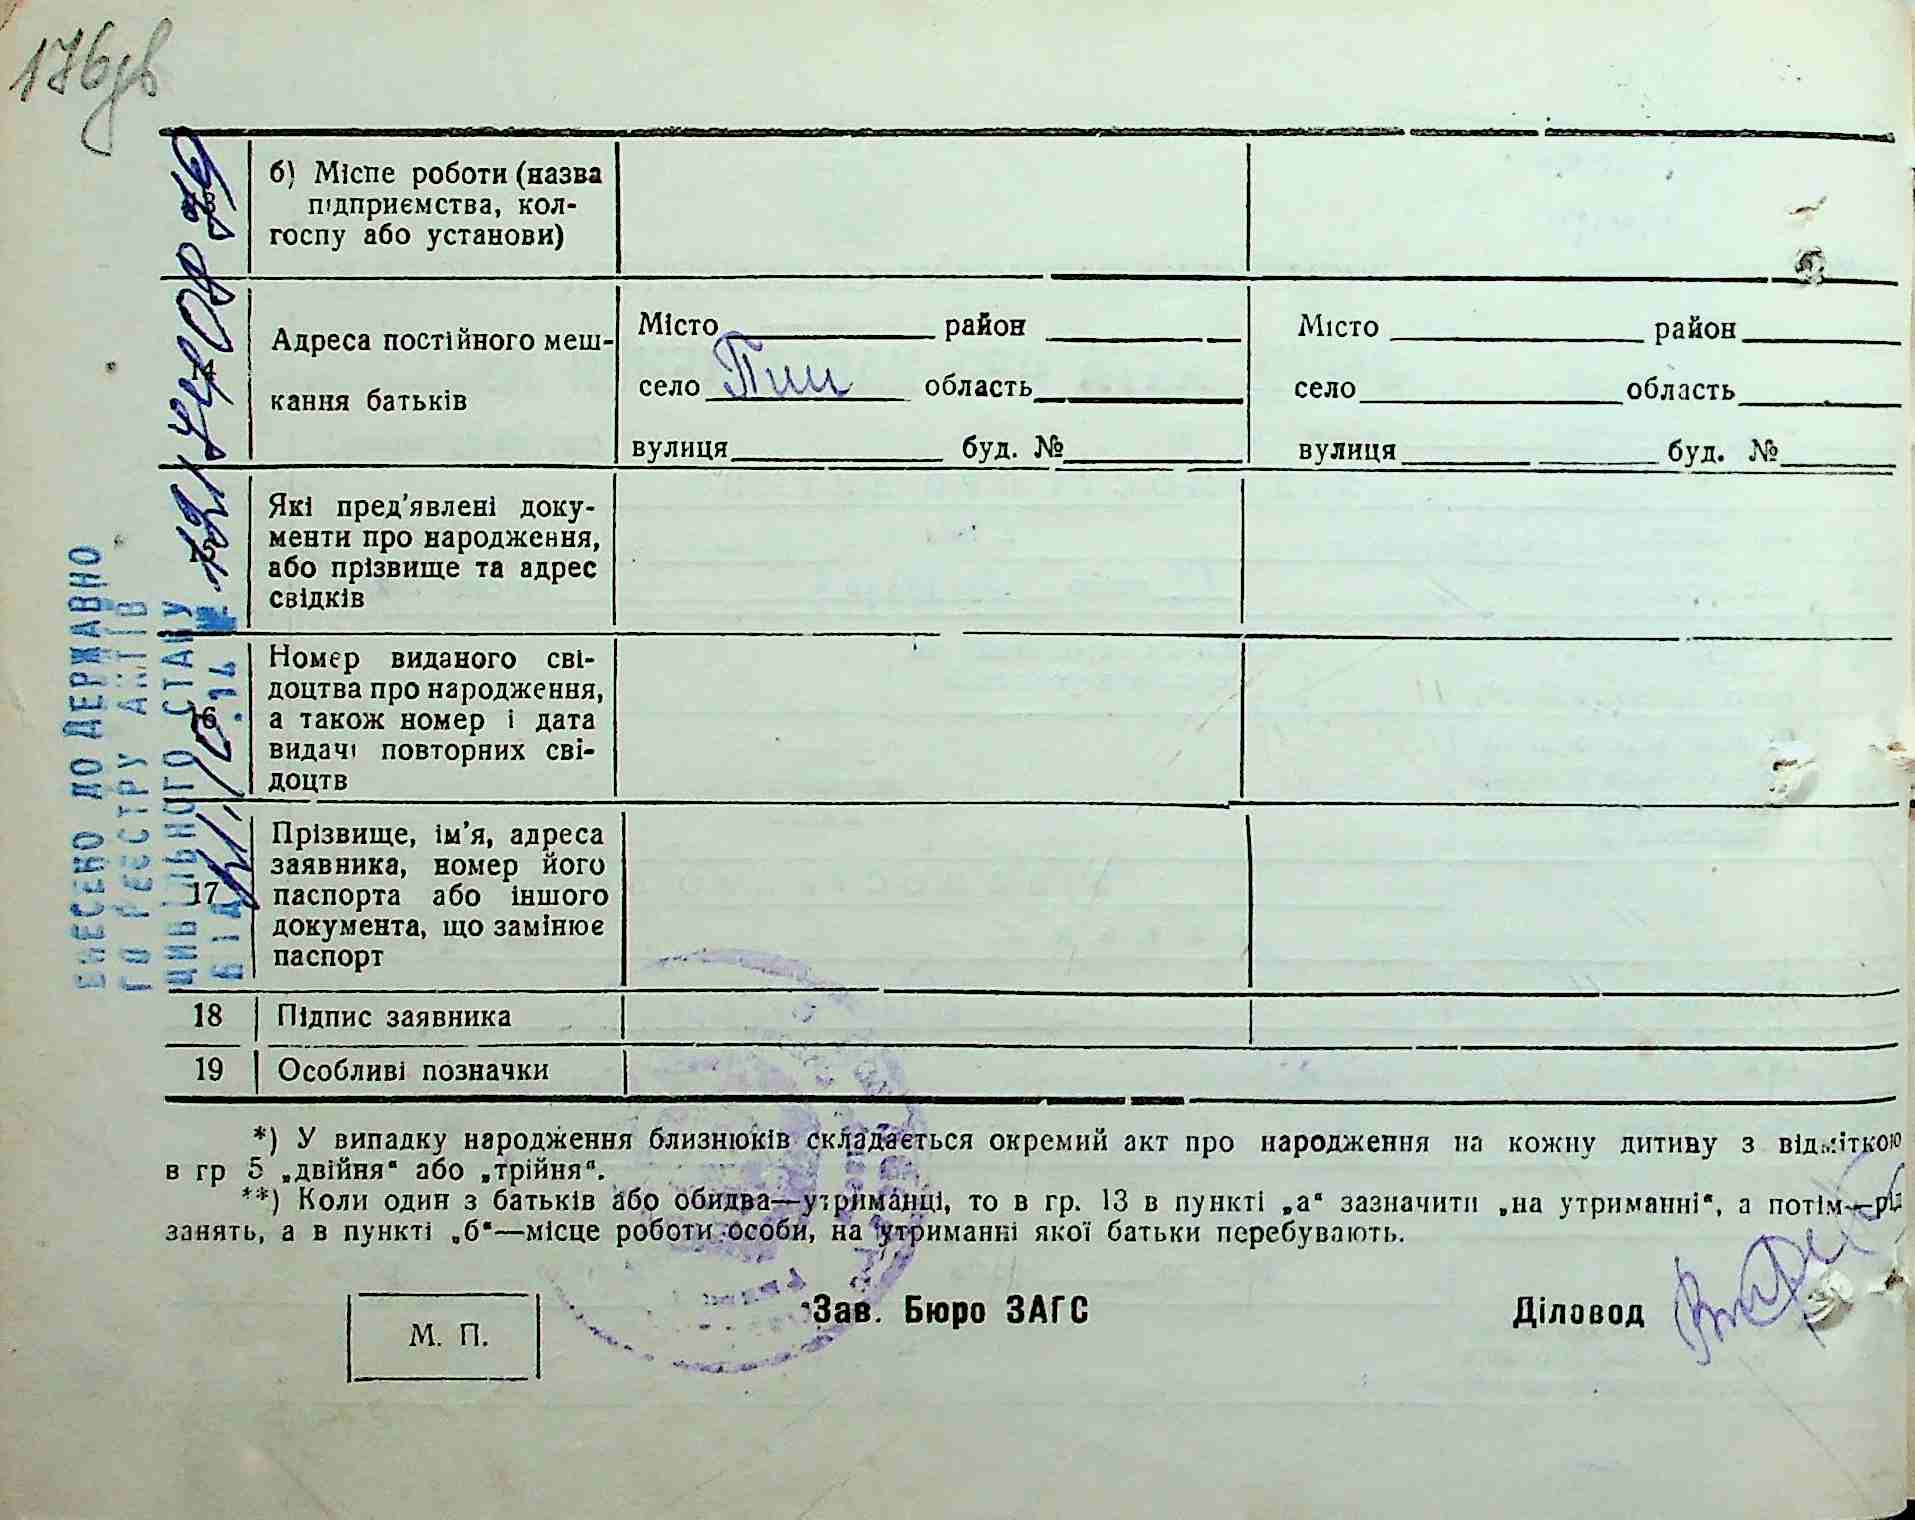 б) Місце роботи (назва
підприємства, кол-
госпу або установи)
14
Адреса постійного меш-
кання батьків
Місто район
село Пищ область
вулиця буд. №
Місто район
село область
вулиця буд. №
Які пред'явлені доку-
менти про народження,
або прізвище та адрес
свідків
16
Номер виданого сві-
доцтва про народження,
а також номер і дата
видачі повторних сві-
доцтв
17
Прізвище, ім'я, адреса
заявника, номер його
паспорта або іншого
документа, що замінює
паспорт
18 Підпис заявника
19 Особливі позначки
*) У випадку народження близнюків складається окремий акт про народження на кожну дитину з відміткою
в гр 5 „двійня“ або „трійня“.
**) Коли один з батьків або обидва—утриманці, то в гр. 13 в пункті „а“ зазначити „на утриманні“, а потім—рід
занять, а в пункті „б“—місце роботи особи, на утриманні якої батьки перебувають.
М. П.
Зав. Бюро ЗАГС
Діловод
ВНЕСЕНО ДО ДЕРЖАВНО
ГО РЕЄСТРУ АКТІВ
ЦИВІЛЬНОГО СТАНУ
ВІД